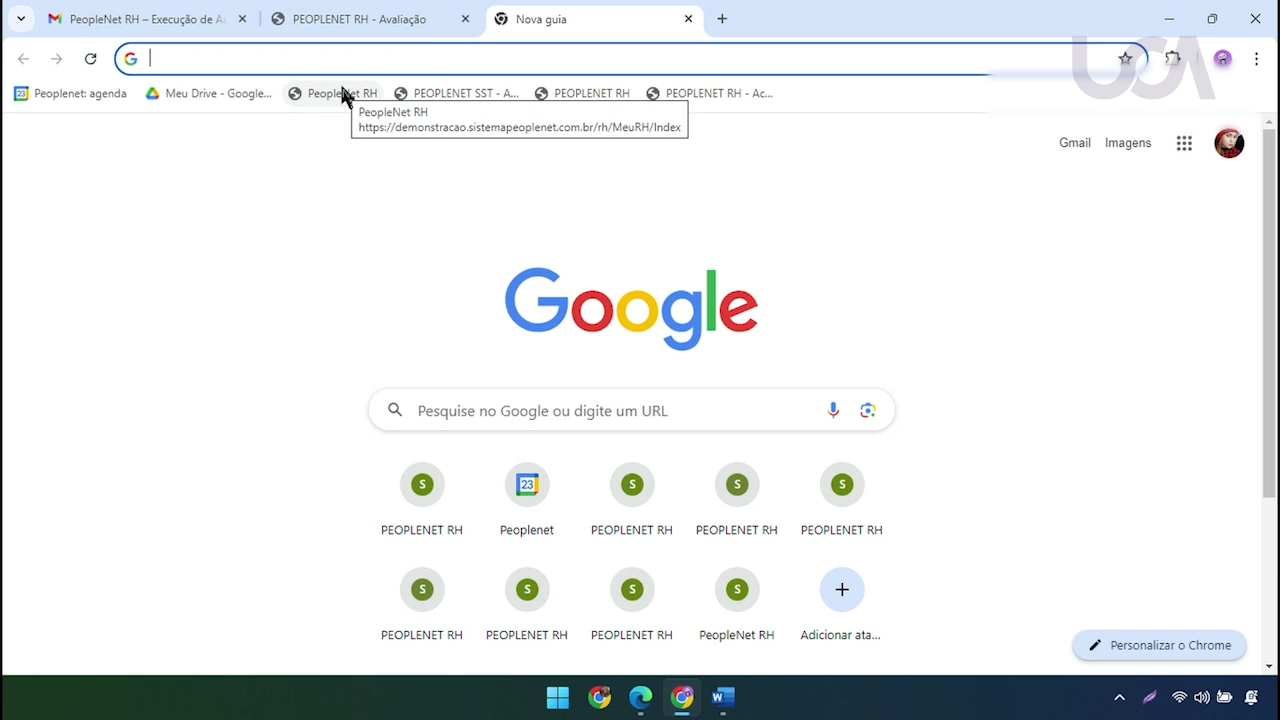 PeopleNet RH – Execução de A
PEOPLENET RH - Avaliação
Nova guia
Peoplenet: agenda
Meu Drive - Google...
PeopleNet RH
PEOPLENET SST - A...
PEOPLENET RH
PEOPLENET RH - Ac...
UCA
PeopleNet RH
https://demonstracao.sistemapeoplenet.com.br/rh/MeuRH/Index
Gmail
Imagens
Google
Pesquise no Google ou digite um URL
S
23
S
S
S
PEOPLENET RH
Peoplenet
PEOPLENET RH
PEOPLENET RH
PEOPLENET RH
S
S
S
S
PEOPLENET RH
PEOPLENET RH
PEOPLENET RH
PeopleNet RH
Adicionar ata...
Personalizar o Chrome